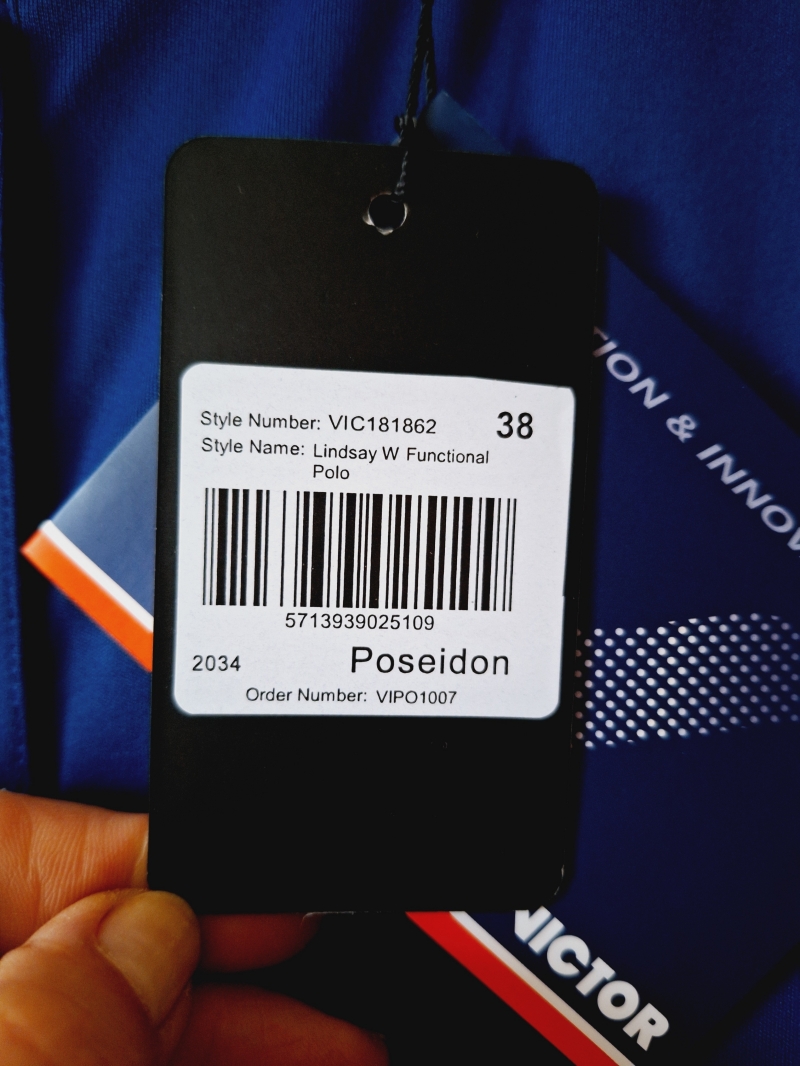 Style Number: VIC181862 38
Style Name: Lindsay W Functional
Polo
5713939025109
2034 Poseidon
Order Number: VIPO1007
& 
VICTOR